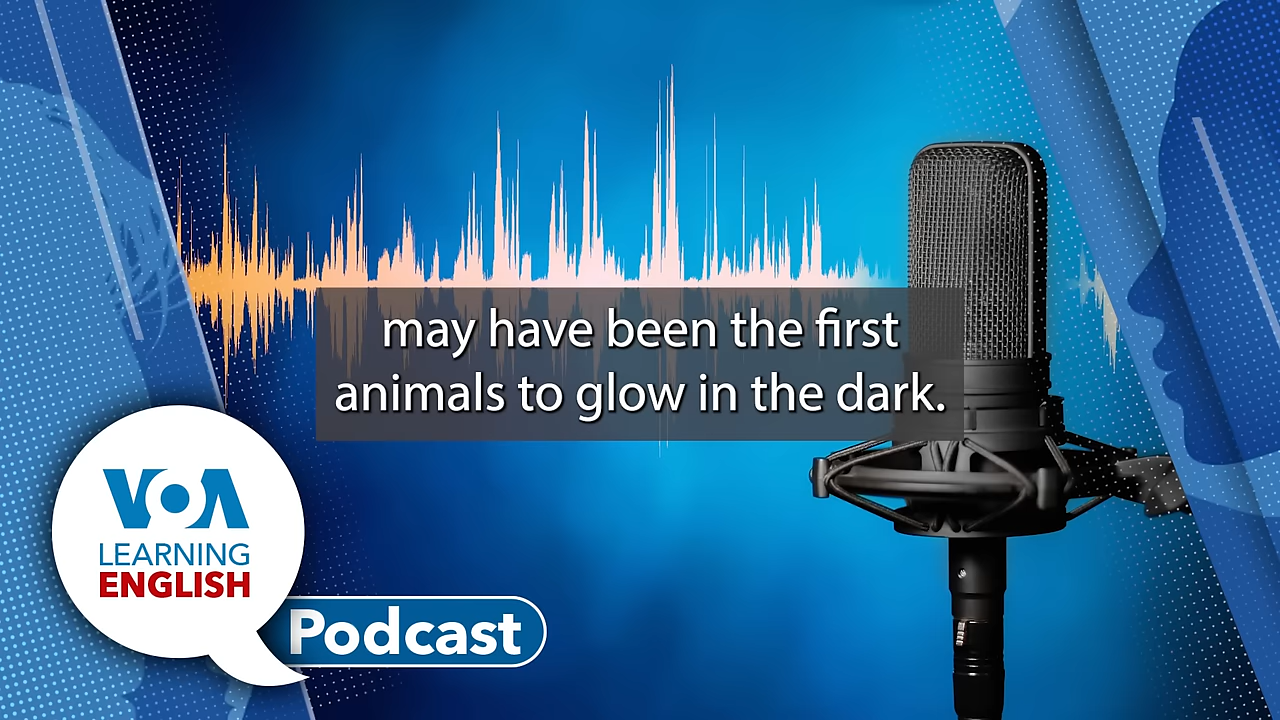 may have been the first
animals to glow in the dark.
VOA
LEARNING
ENGLISH
Podcast